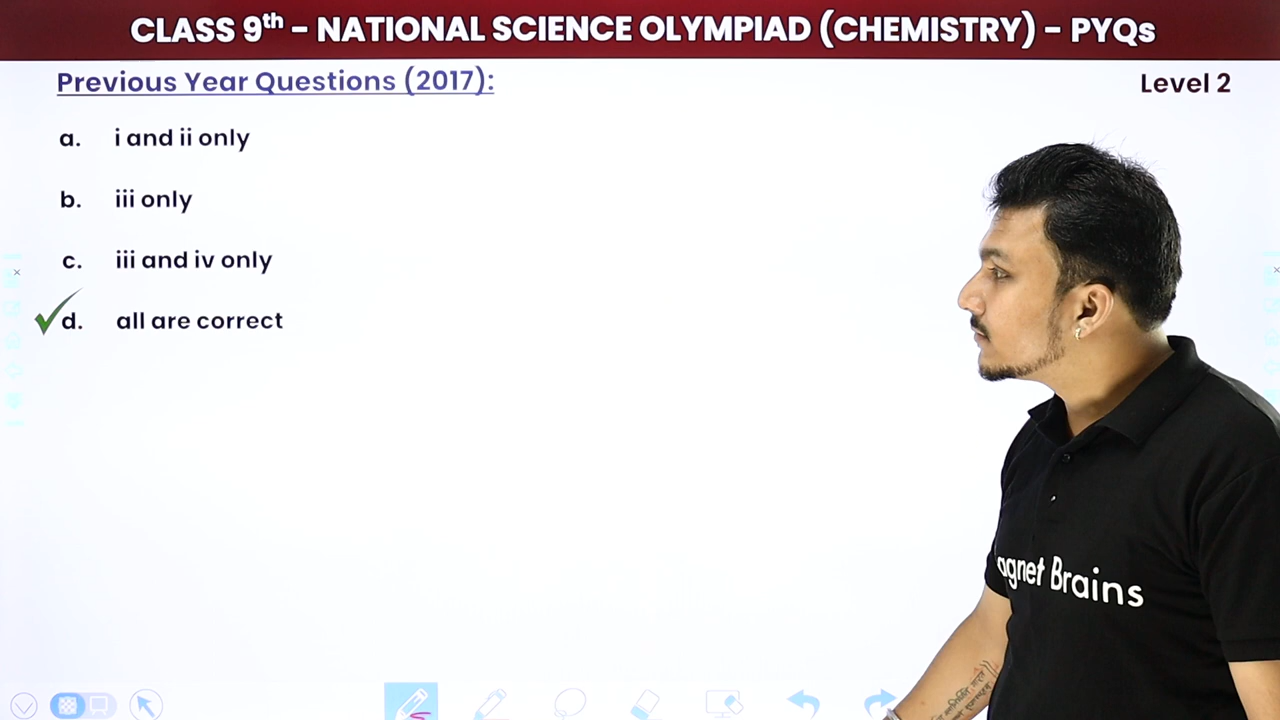 CLASS 9th - NATIONAL SCIENCE OLYMPIAD (CHEMISTRY) - PYQs
Previous Year Questions (2017):
Level 2
a. i and ii only
b. iii only
c. iii and iv only
d. all are correct
agnet Brains